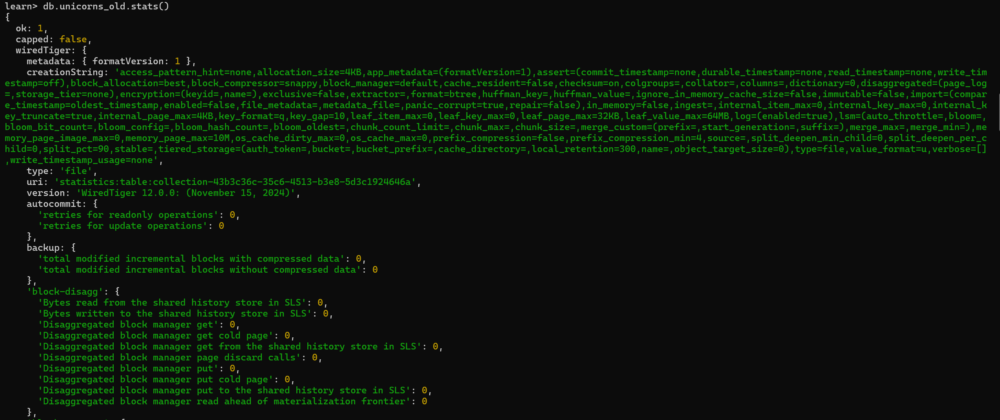 learn> db.unicorns_old.stats()
{
  ok: 1,
  capped: false,
  wiredTiger: {
    metadata: { formatVersion: 1 },
    creationString: 'access_pattern_hint=none,allocation_size=4KB,app_metadata=(formatVersion=1),assert=(commit_timestamp=none,durable_timestamp=none,read_timestamp=none,write_tim
estamp=off),block_allocation=best,block_compressor=snappy,block_manager=default,cache_resident=false,checksum=on,colgroups=,collator=,columns=,dictionary=0,disaggregated=(page_log
=,storage_tier=none),encryption=(keyid=,name=),exclusive=false,extractor=,format=btree,huffman_key=,huffman_value=,ignore_in_memory_cache_size=false,immutable=false,import=(compar
e_timestamp=oldest_timestamp,enabled=false,file_metadata=,metadata_file=,panic_corrupt=true,repair=false),in_memory=false,ingest=,internal_item_max=0,internal_key_max=0,internal_k
ey_truncate=true,internal_page_max=4KB,key_format=q,key_gap=10,leaf_item_max=0,leaf_key_max=0,leaf_page_max=32KB,leaf_value_max=64MB,log=(enabled=true),lsm=(auto_throttle=,bloom=,
bloom_bit_count=,bloom_config=,bloom_hash_count=,bloom_oldest=,chunk_count_limit=,chunk_max=,chunk_size=,merge_custom=(prefix=,start_generation=,suffix=),merge_max=,merge_min=),me
mory_page_image_max=0,memory_page_max=10M,os_cache_dirty_max=0,os_cache_max=0,prefix_compression=false,prefix_compression_min=4,source=,split_deepen_min_child=0,split_deepen_per_c
hild=0,split_pct=90,stable=,tiered_storage=(auth_token=,bucket=,bucket_prefix=,cache_directory=,local_retention=300,name=,object_target_size=0),type=file,value_format=u,verbose=[]
,write_timestamp_usage=none',
    type: 'file',
    uri: 'statistics:table:collection-43b3c36c-35c6-4513-b3e8-5d3c1924646a',
    version: 'WiredTiger 12.0.0: (November 15, 2024)',
    autocommit: {
      'retries for readonly operations': 0,
      'retries for update operations': 0
    },
    backup: {
      'total modified incremental blocks with compressed data': 0,
      'total modified incremental blocks without compressed data': 0
    },
    'block-disagg': {
      'Bytes read from the shared history store in SLS': 0,
      'Bytes written to the shared history store in SLS': 0,
      'Disaggregated block manager get': 0,
      'Disaggregated block manager get cold page': 0,
      'Disaggregated block manager get from the shared history store in SLS': 0,
      'Disaggregated block manager page discard calls': 0,
      'Disaggregated block manager put': 0,
      'Disaggregated block manager put cold page': 0,
      'Disaggregated block manager put to the shared history store in SLS': 0,
      'Disaggregated block manager read ahead of materialization frontier': 0
    },